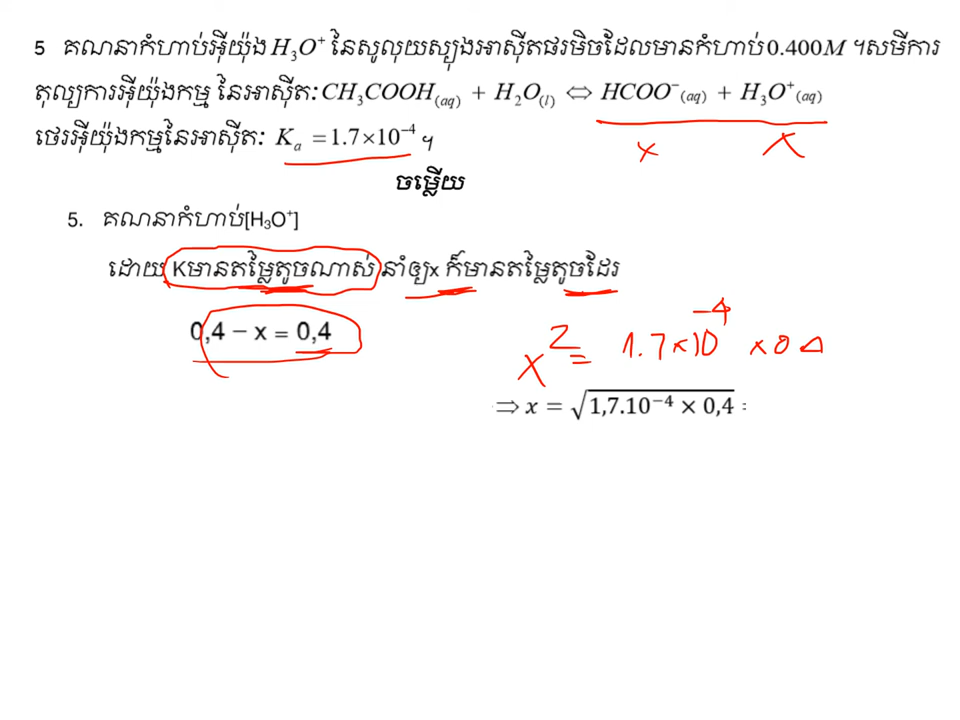 5 គណនាកំហាប់អ៊ីយ៉ុង H₃O⁺ នៃសូលុយស្យុងអាស៊ីតផរមិចដែលមានកំហាប់ 0.400M ។សមីការ
តុល្យការអ៊ីយ៉ុងកម្ម នៃអាស៊ីត: CH₃COOH(aq) + H₂O(l) ⇔ HCOO⁻(aq) + H₃O⁺(aq)
x x
ថេរអ៊ីយ៉ុងកម្មនៃអាស៊ីត: Kₐ = 1.7×10⁻⁴ ។
ចម្លើយ
5. គណនាកំហាប់[H₃O⁺]
ដោយ Kមានតម្លៃតូចណាស់ នាំឲ្យx ក៏មានតម្លៃតូចដែរ
0,4 − x = 0,4
x² = 1.7×10⁻⁴ × 0 4
⇒ x = √(1,7.10⁻⁴ × 0,4) =